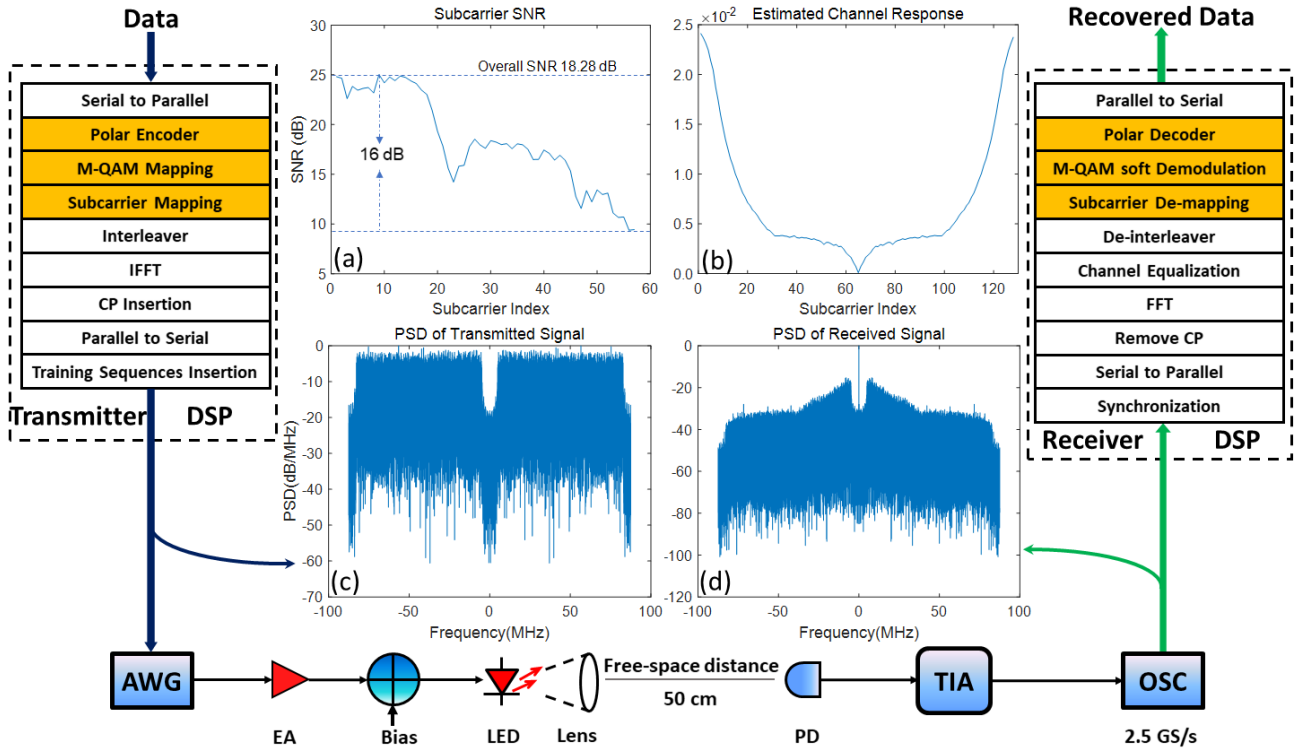 Data
Serial to Parallel
Polar Encoder
M-QAM Mapping
Subcarrier Mapping
Interleaver
IFFT
CP Insertion
Parallel to Serial
Training Sequences Insertion
Transmitter DSP
Subcarrier SNR
Overall SNR 18.28 dB
16 dB
SNR (dB)
30
25
20
15
10
5
(a)
0 10 20 30 40 50 60
Subcarrier Index
Estimated Channel Response
×10⁻²
2.5
2.0
1.5
1.0
0.5
0.0
(b)
0 20 40 60 80 100 120
Subcarrier Index
PSD of Transmitted Signal
PSD(dB/MHz)
0
-10
-20
-30
-40
-50
-60
-70
(c)
-100 -50 0 50 100
Frequency(MHz)
PSD of Received Signal
0
-20
-40
-60
-80
-100
-120
(d)
-100 -50 0 50 100
Frequency(MHz)
Recovered Data
Parallel to Serial
Polar Decoder
M-QAM soft Demodulation
Subcarrier De-mapping
De-interleaver
Channel Equalization
FFT
Remove CP
Serial to Parallel
Synchronization
Receiver DSP
AWG
EA
Bias
LED
Lens
Free-space distance
50 cm
PD
TIA
OSC
2.5 GS/s